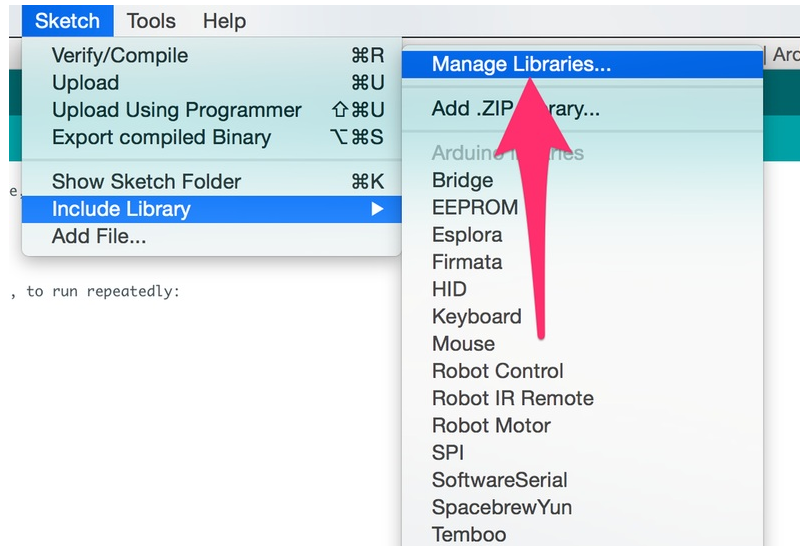 Sketch Tools Help
| Ard
Verify/Compile ⌘R
Upload ⌘U
Upload Using Programmer ⇧⌘U
Export compiled Binary ⌥⌘S
Show Sketch Folder ⌘K
Include Library ▶
Add File...
e,
, to run repeatedly:
Manage Libraries...
Add .ZIP rary...
Arduino ries
Bridge
EEPROM
Esplora
Firmata
HID
Keyboard
Mouse
Robot Control
Robot IR Remote
Robot Motor
SPI
SoftwareSerial
SpacebrewYun
Temboo